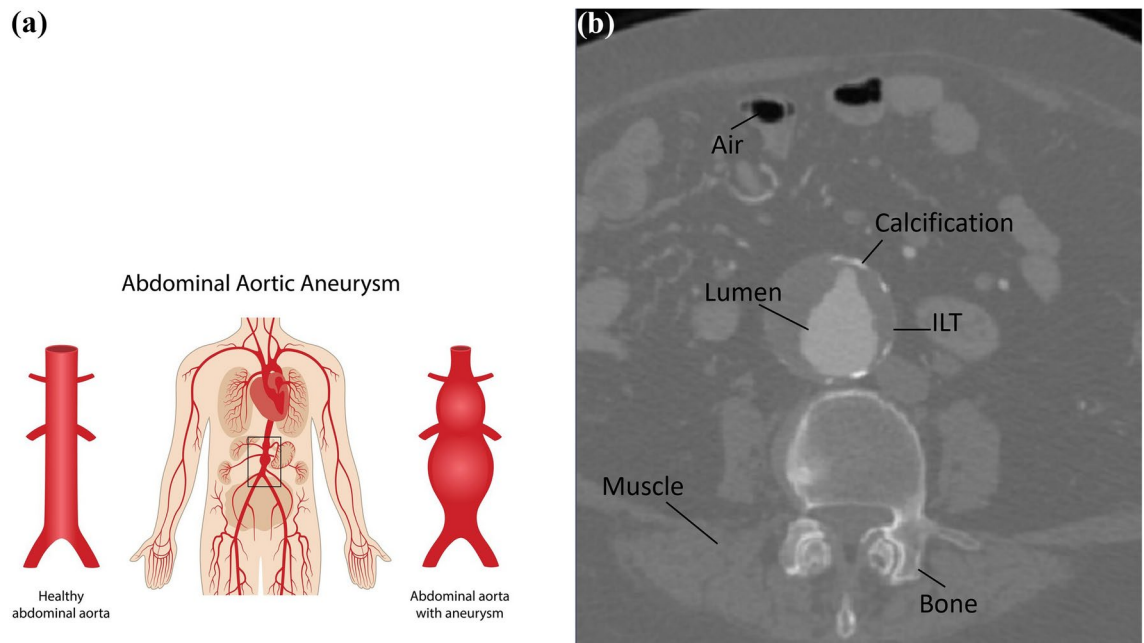 (a)
Abdominal Aortic Aneurysm
Healthy
abdominal aorta
Abdominal aorta
with aneurysm
(b)
Air
Calcification
Lumen
ILT
Muscle
Bone